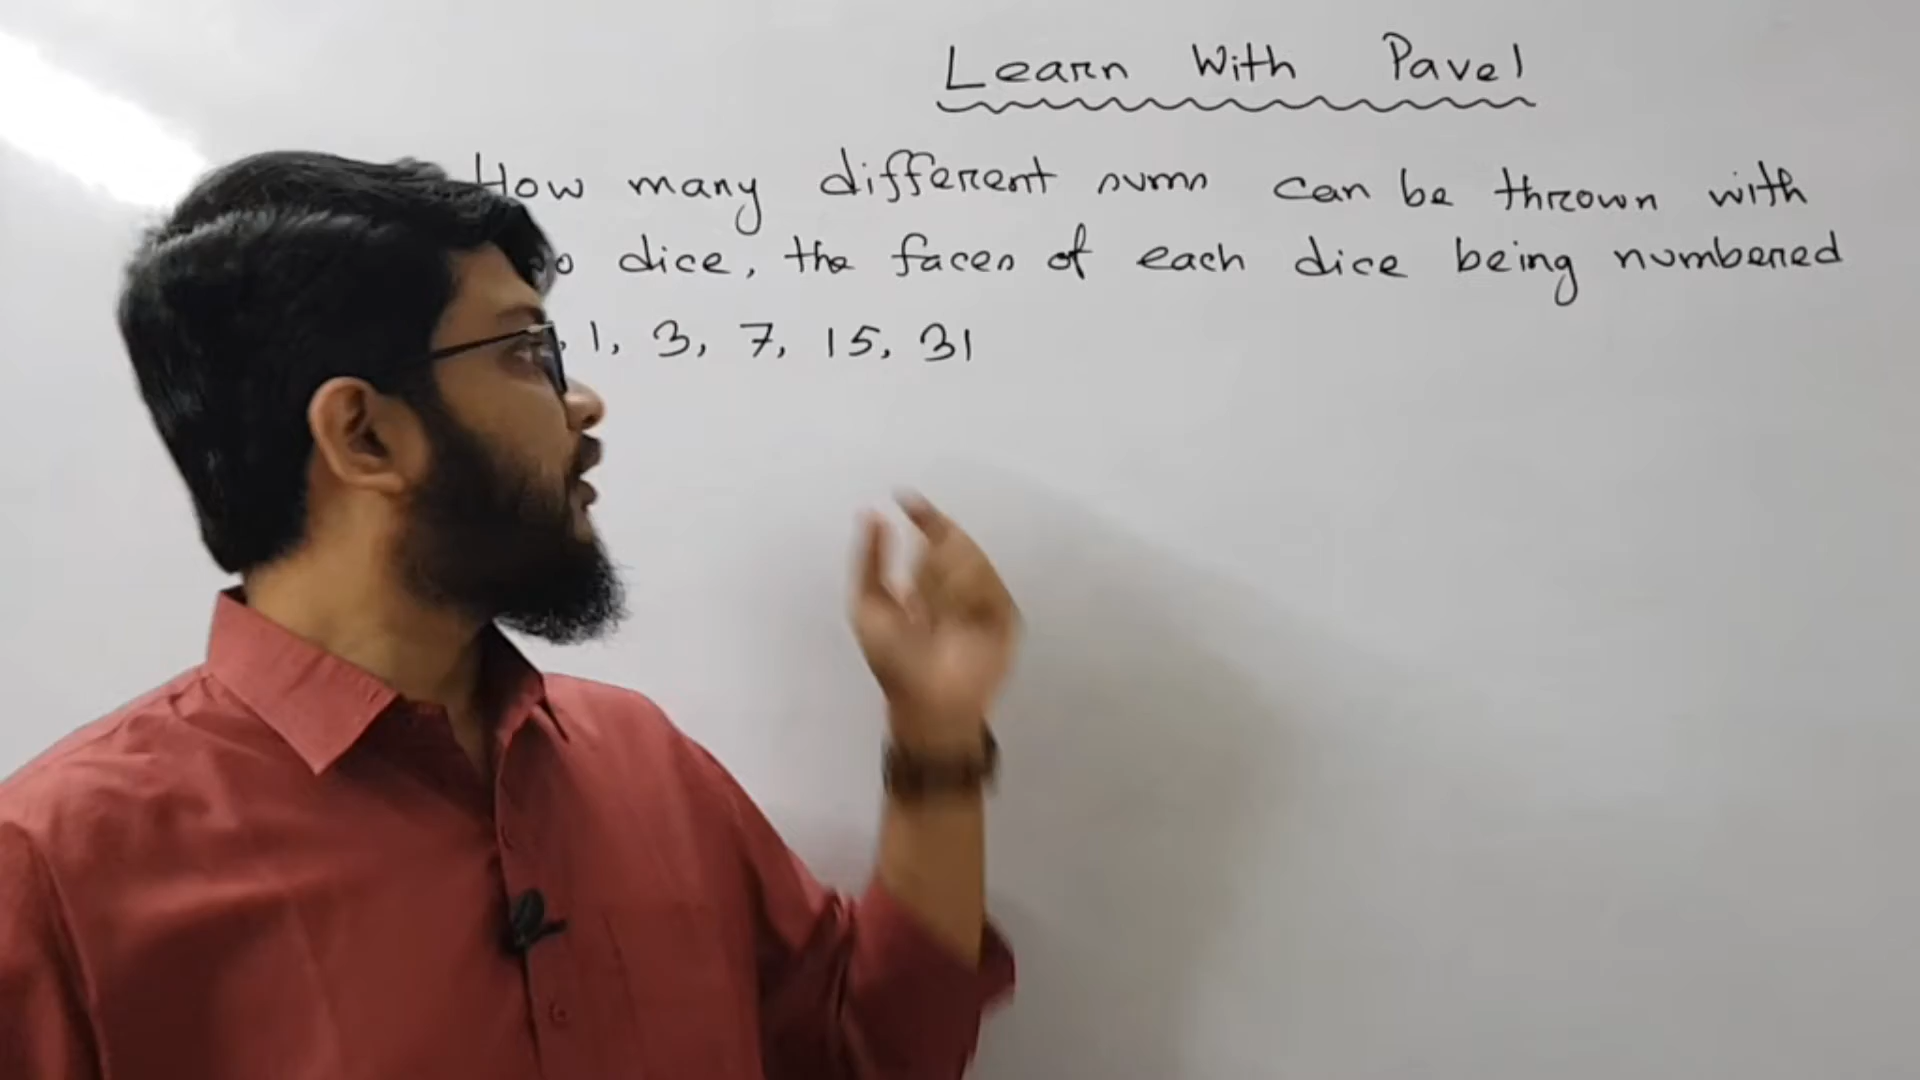 Learn With Pavel
How many different sums can be thrown with
dice, the faces of each dice being numbered
1, 3, 7, 15, 31